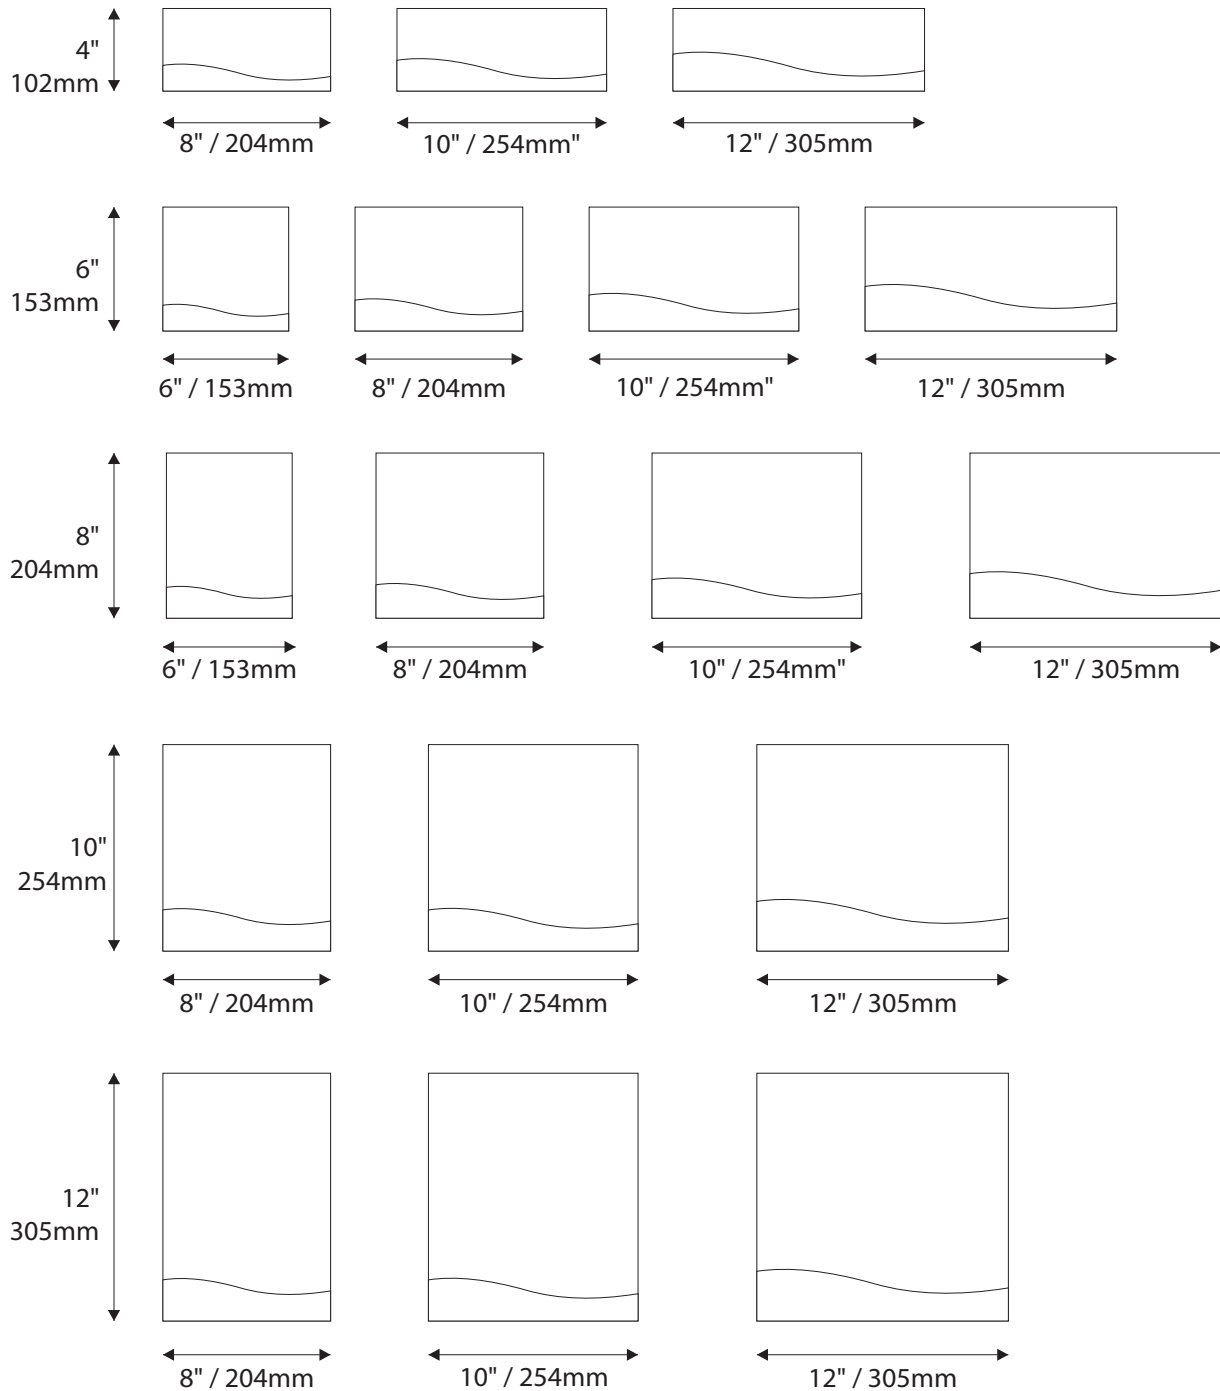 4"
102mm
8" / 204mm
10" / 254mm"
12" / 305mm
6"
153mm
6" / 153mm
8" / 204mm
10" / 254mm"
12" / 305mm
8"
204mm
6" / 153mm
8" / 204mm
10" / 254mm"
12" / 305mm
10"
254mm
8" / 204mm
10" / 254mm
12" / 305mm
12"
305mm
8" / 204mm
10" / 254mm
12" / 305mm